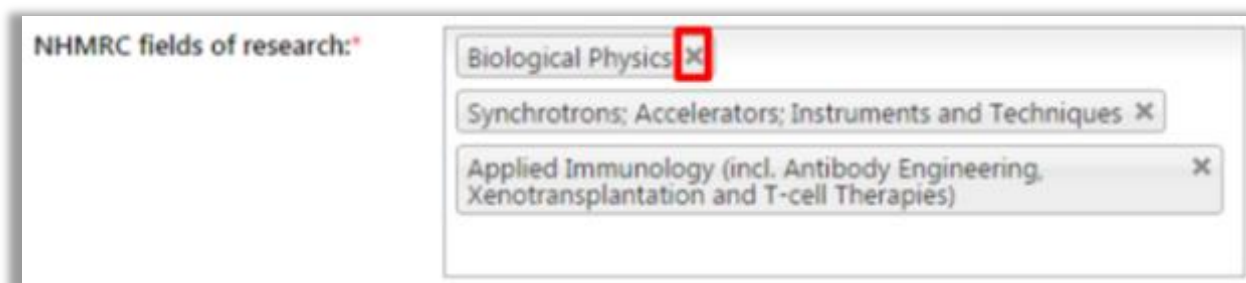 NHMRC fields of research:*
Biological Physics ✕
Synchrotrons; Accelerators; Instruments and Techniques ✕
Applied Immunology (incl. Antibody Engineering, ✕
Xenotransplantation and T-cell Therapies)